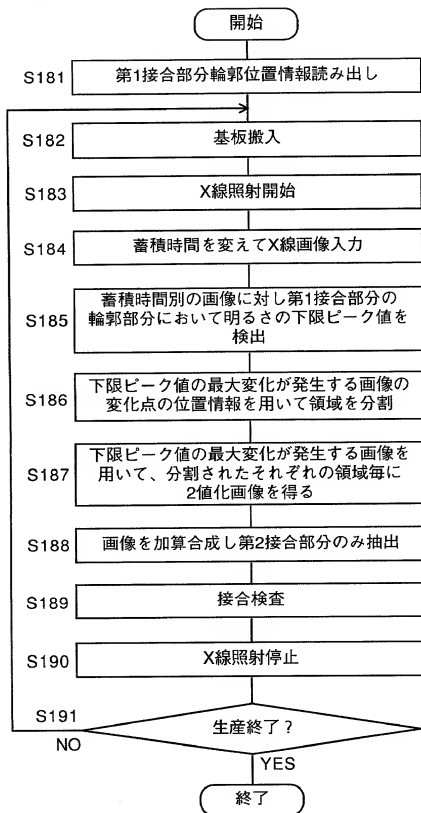 開始
S181 第1接合部分輪郭位置情報読み出し
S182 基板搬入
S183 X線照射開始
S184 蓄積時間を変えてX線画像入力
S185 蓄積時間別の画像に対し第1接合部分の
輪郭部分において明るさの下限ピーク値を
検出
S186 下限ピーク値の最大変化が発生する画像の
変化点の位置情報を用いて領域を分割
S187 下限ピーク値の最大変化が発生する画像を
用いて、分割されたそれぞれの領域毎に
2値化画像を得る
S188 画像を加算合成し第2接合部分のみ抽出
S189 接合検査
S190 X線照射停止
S191 生産終了?
NO
YES
終了